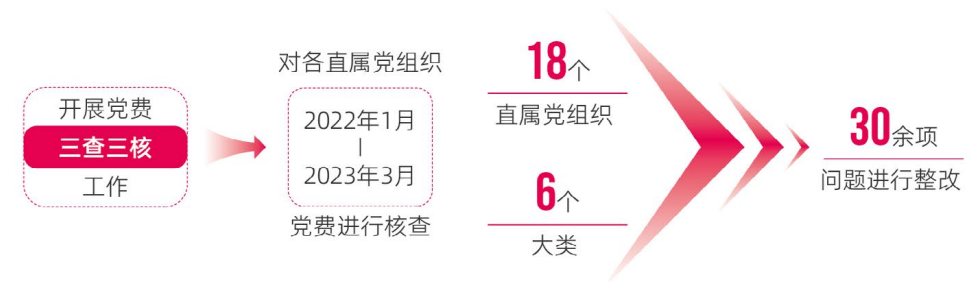 开展党费
三查三核
工作
对各直属党组织
2022年1月
|
2023年3月
党费进行核查
18个
直属党组织
6个
大类
30余项
问题进行整改